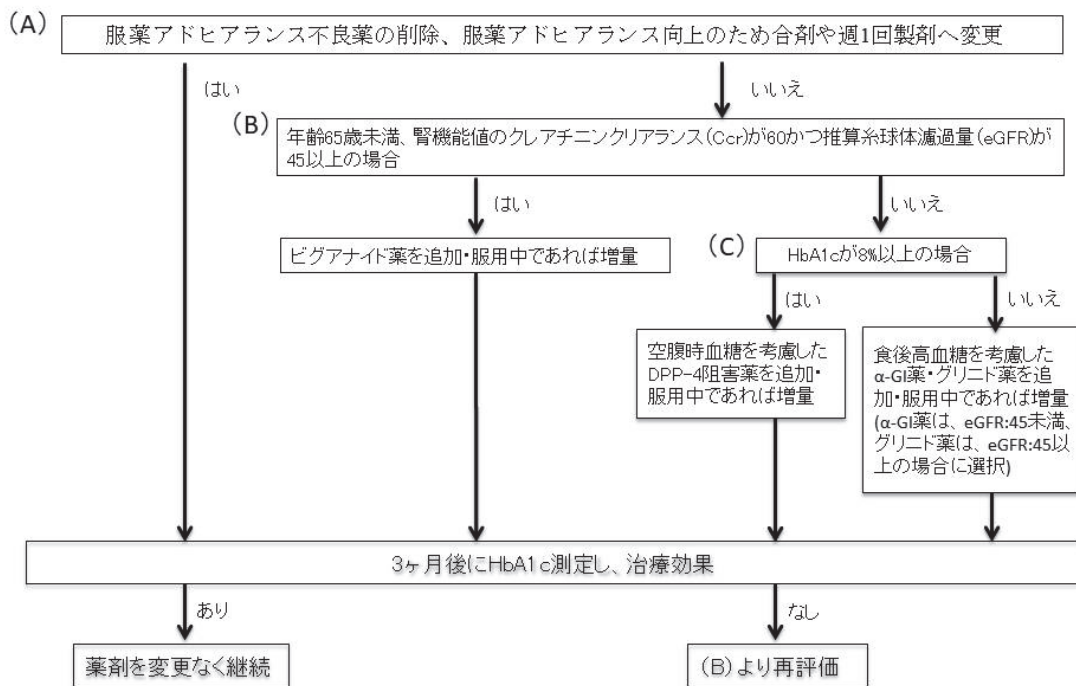 (A)
服薬アドヒアランス不良薬の削除、服薬アドヒアランス向上のため合剤や週1回製剤へ変更
はい
いいえ
(B)
年齢65歳未満、腎機能値のクレアチニンクリアランス(Ccr)が60かつ推算糸球体濾過量(eGFR)が
45以上の場合
はい
いいえ
ビグアナイド薬を追加・服用中であれば増量
(C)
HbA1cが8%以上の場合
はい
いいえ
空腹時血糖を考慮した
DPP-4阻害薬を追加・
服用中であれば増量
食後高血糖を考慮した
α-GI薬・グリニド薬を追
加・服用中であれば増量
(α-GI薬は、eGFR:45未満、
グリニド薬は、eGFR:45以
上の場合に選択)
3ヶ月後にHbA1c測定し、治療効果
あり
なし
薬剤を変更なく継続
(B)より再評価